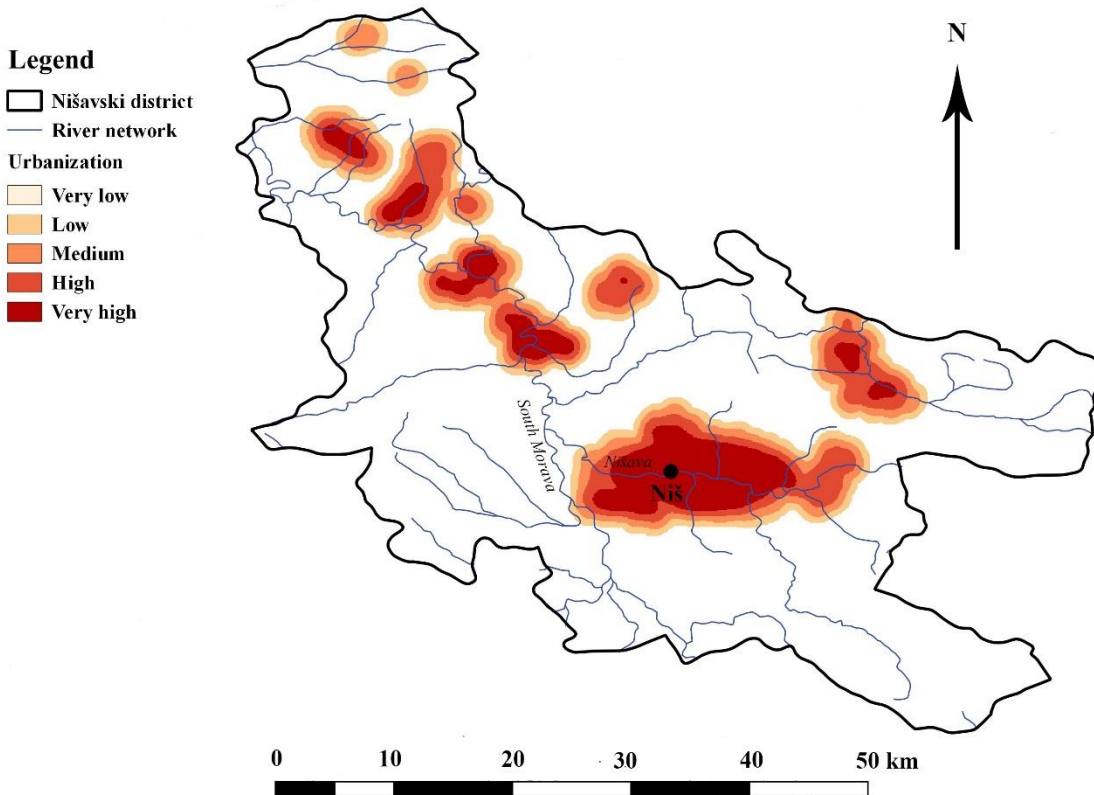 N
Legend
Nišavski district
River network
Urbanization
Very low
Low
Medium
High
Very high
South Morava
Nišava
Niš
0 10 20 30 40 50 km